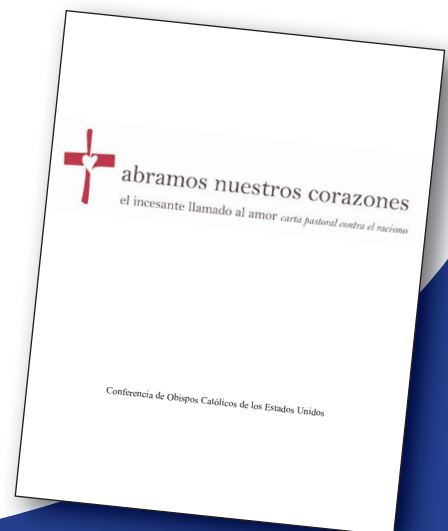 abramos nuestros corazones
el incesante llamado al amor carta pastoral contra el racismo
Conferencia de Obispos Católicos de los Estados Unidos